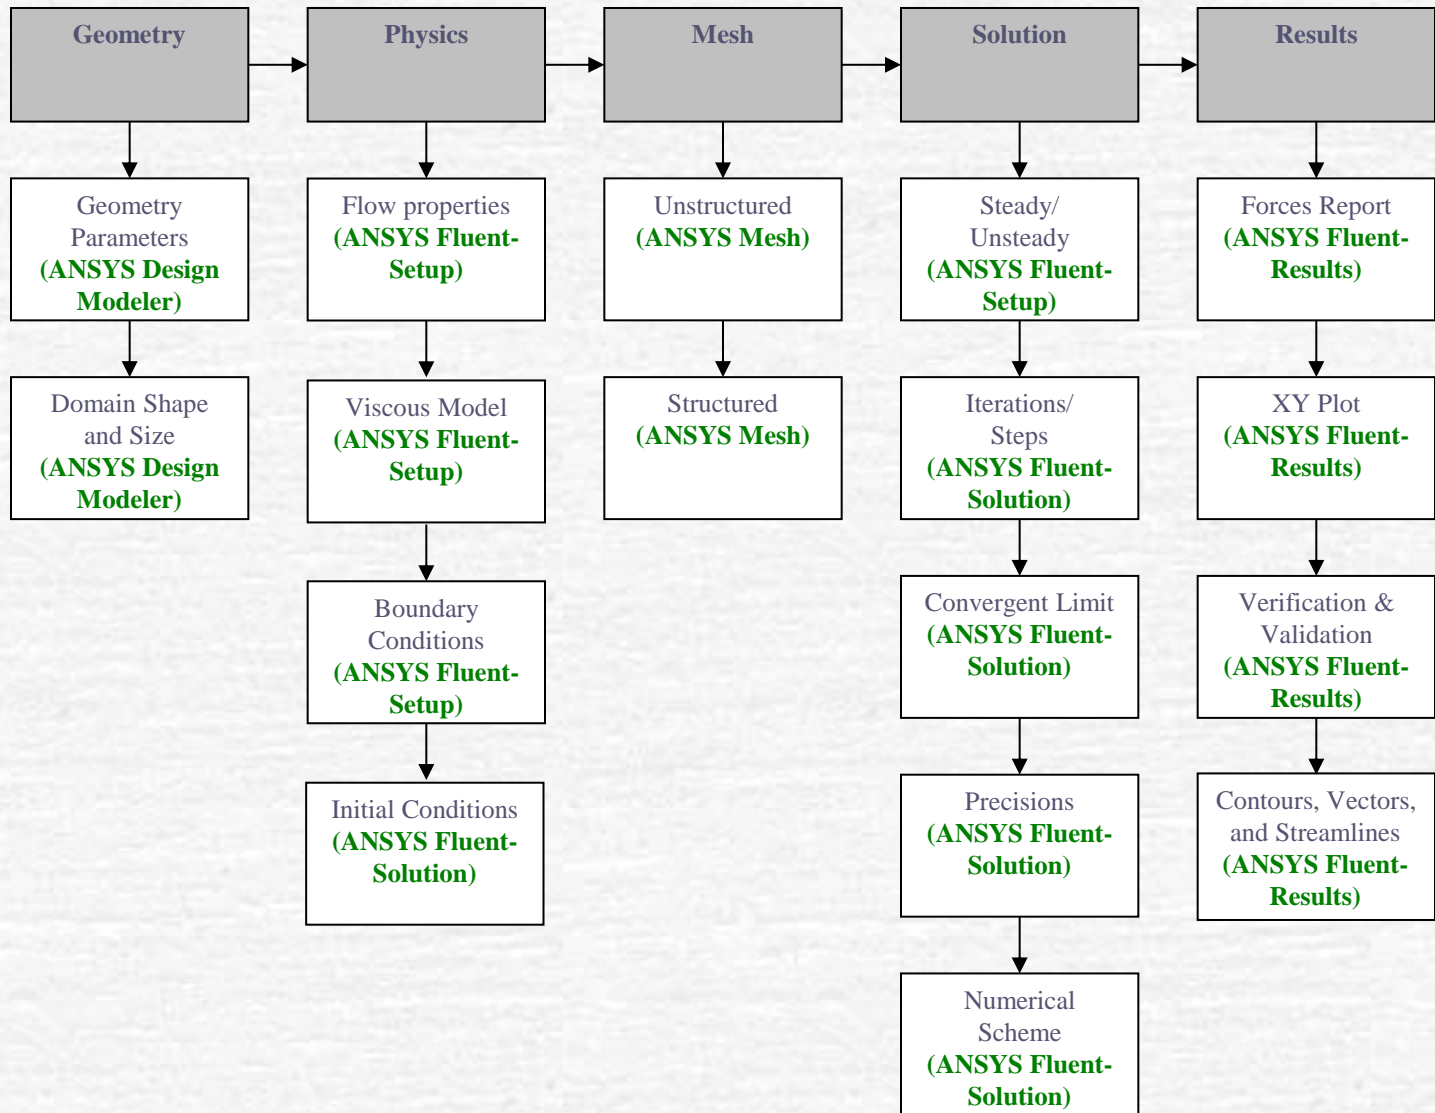 Geometry
Physics
Mesh
Solution
Results
Geometry
Parameters
(ANSYS Design
Modeler)
Domain Shape
and Size
(ANSYS Design
Modeler)
Flow properties
(ANSYS Fluent-
Setup)
Viscous Model
(ANSYS Fluent-
Setup)
Boundary
Conditions
(ANSYS Fluent-
Setup)
Initial Conditions
(ANSYS Fluent-
Solution)
Unstructured
(ANSYS Mesh)
Structured
(ANSYS Mesh)
Steady/
Unsteady
(ANSYS Fluent-
Setup)
Iterations/
Steps
(ANSYS Fluent-
Solution)
Convergent Limit
(ANSYS Fluent-
Solution)
Precisions
(ANSYS Fluent-
Solution)
Numerical
Scheme
(ANSYS Fluent-
Solution)
Forces Report
(ANSYS Fluent-
Results)
XY Plot
(ANSYS Fluent-
Results)
Verification &
Validation
(ANSYS Fluent-
Results)
Contours, Vectors,
and Streamlines
(ANSYS Fluent-
Results)